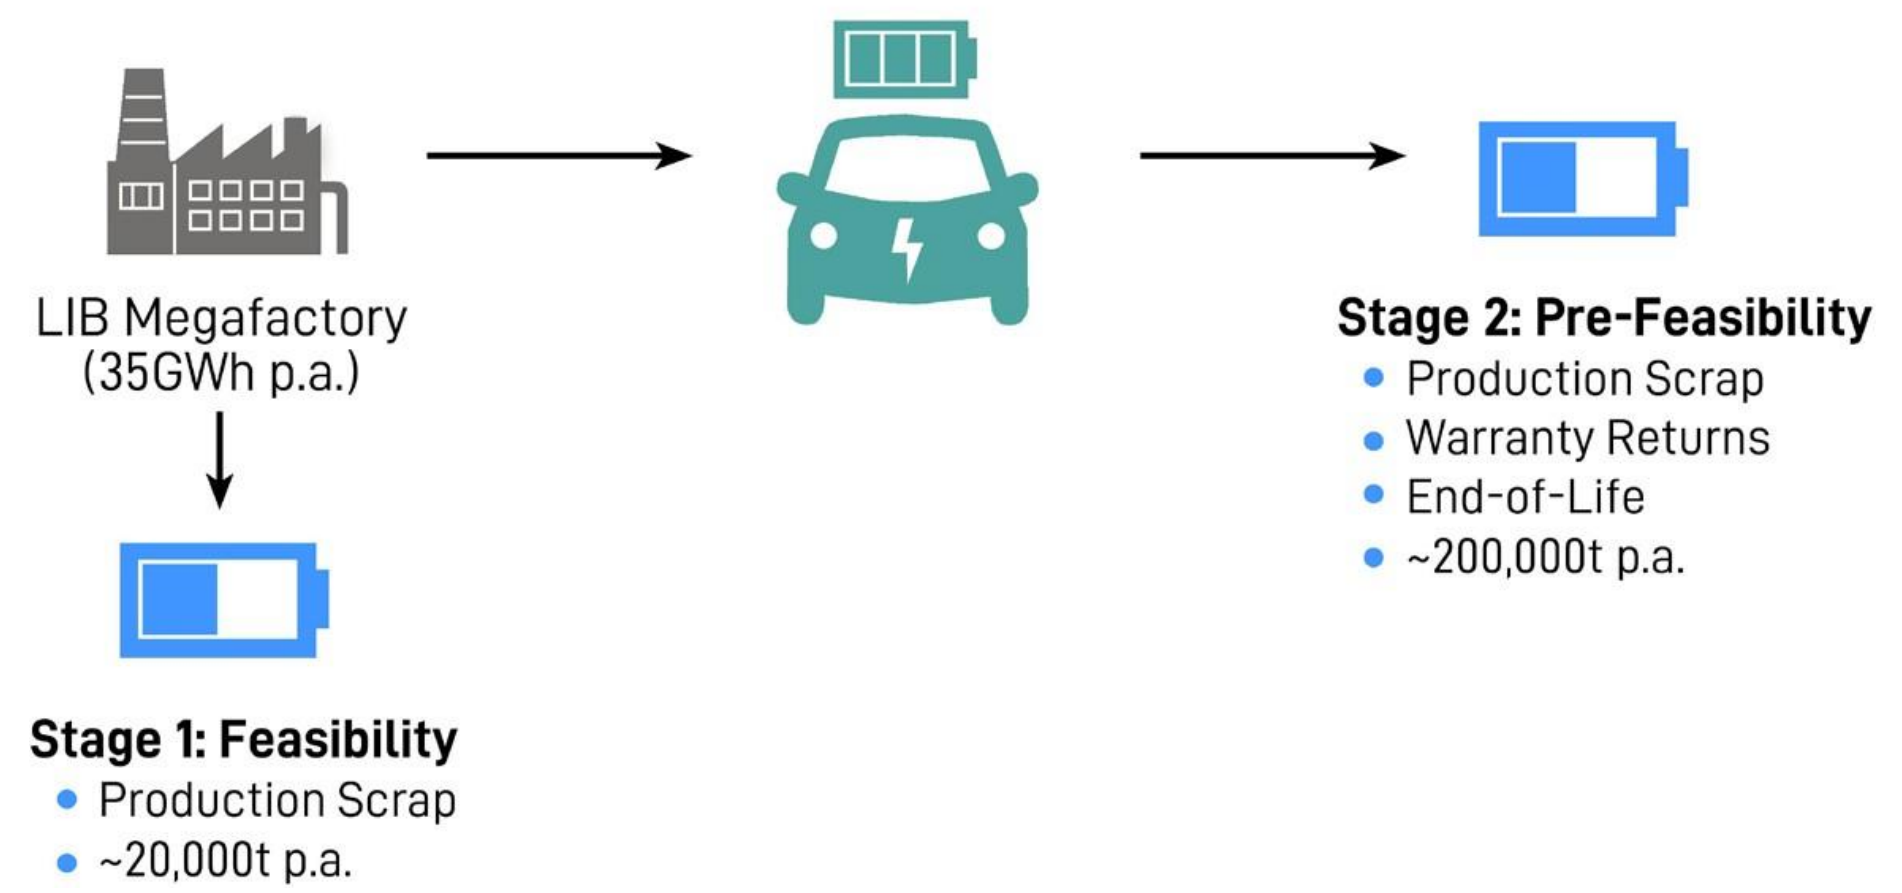 LIB Megafactory
(35GWh p.a.)
Stage 1: Feasibility
Production Scrap
~20,000t p.a.
Stage 2: Pre-Feasibility
Production Scrap
Warranty Returns
End-of-Life
~200,000t p.a.